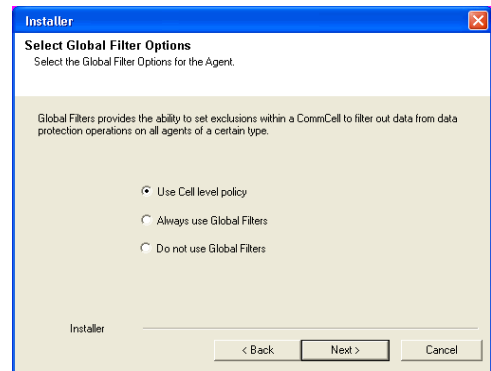 Installer
Select Global Filter Options
Select the Global Filter Options for the Agent.
Global Filters provides the ability to set exclusions within a CommCell to filter out data from data
protection operations on all agents of a certain type.
Use Cell level policy
Always use Global Filters
Do not use Global Filters
Installer
< Back
Next >
Cancel